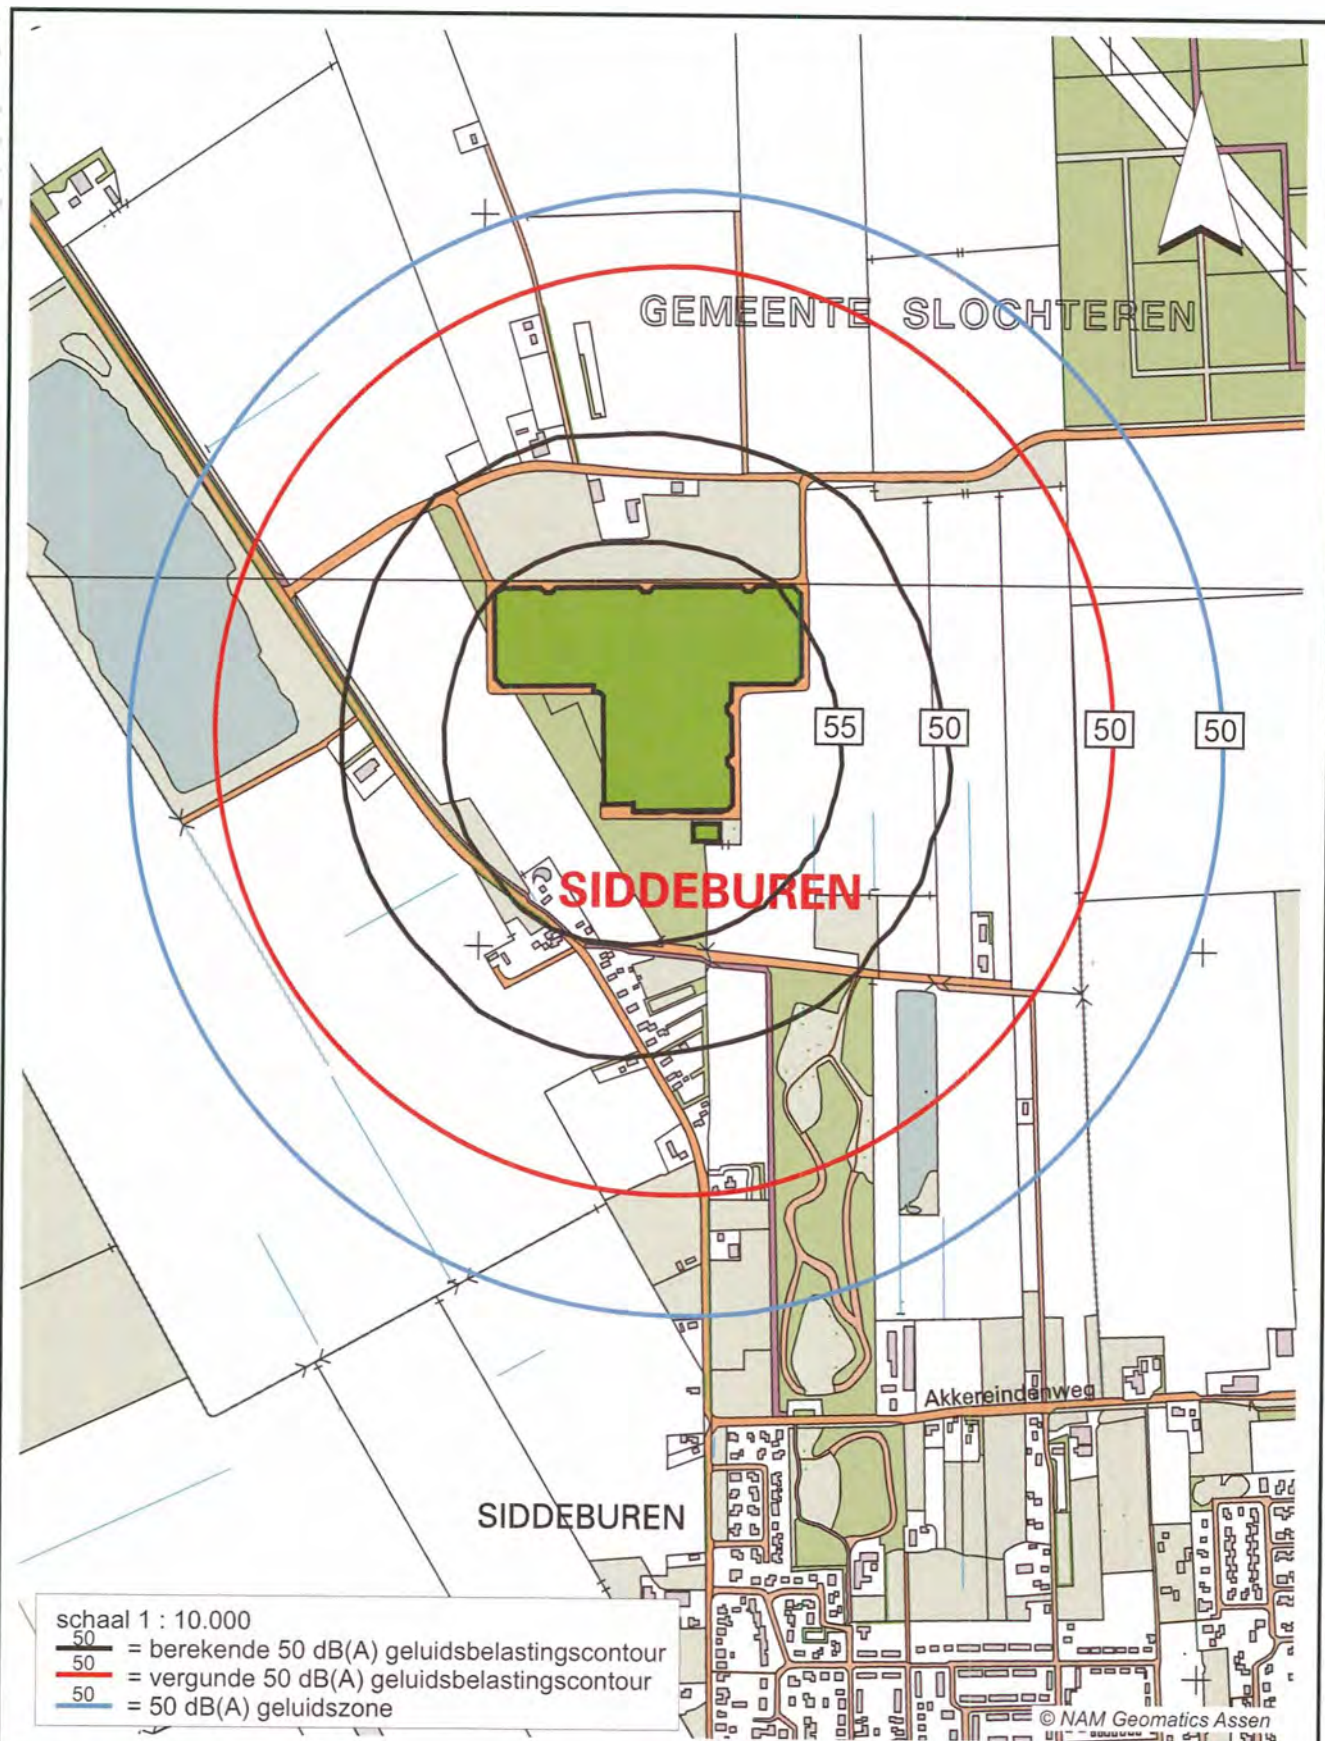 GEMEENTE SLOCHTEREN
55
50
50
50
SIDDEBUREN
Akkereindenweg
SIDDEBUREN
schaal 1 : 10.000
50 = berekende 50 dB(A) geluidsbelastingscontour
50 = vergunde 50 dB(A) geluidsbelastingscontour
50 = 50 dB(A) geluidszone
© NAM Geomatics Assen